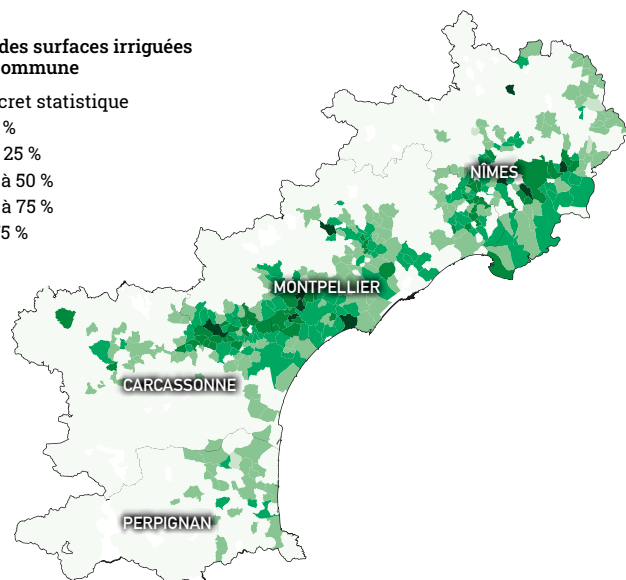 des surfaces irriguées
ommune
cret statistique
%
25 %
à 50 %
à 75 %
5 %
NÎMES
MONTPELLIER
CARCASSONNE
PERPIGNAN